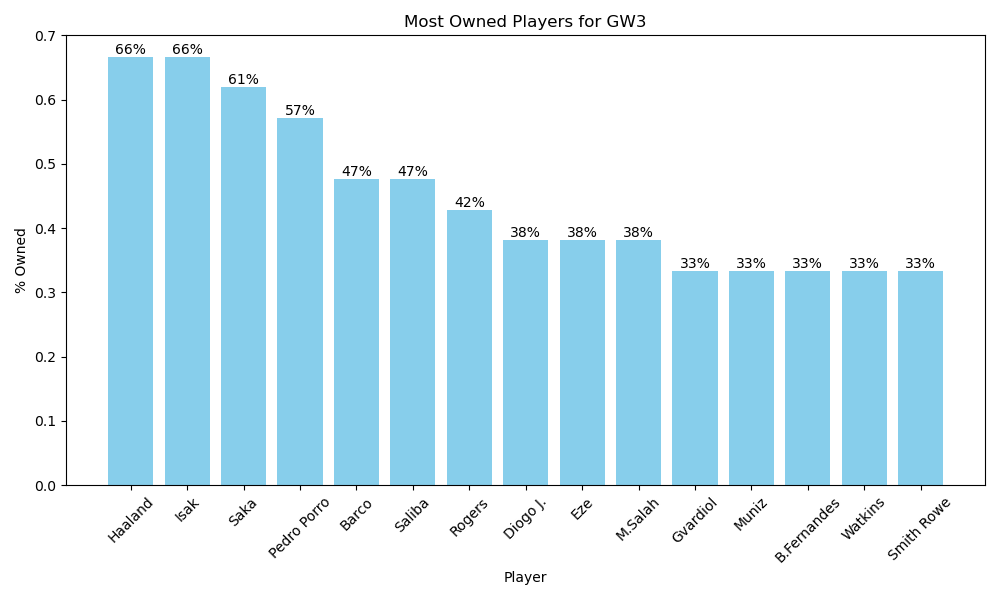 Most Owned Players for GW3
% Owned
0.7
0.6
0.5
0.4
0.3
0.2
0.1
0.0
66%
66%
61%
57%
47%
47%
42%
38%
38%
38%
33%
33%
33%
33%
33%
Haaland
Isak
Saka
Pedro Porro
Barco
Saliba
Rogers
Diogo J.
Eze
M.Salah
Gvardiol
Muniz
B.Fernandes
Watkins
Smith Rowe
Player